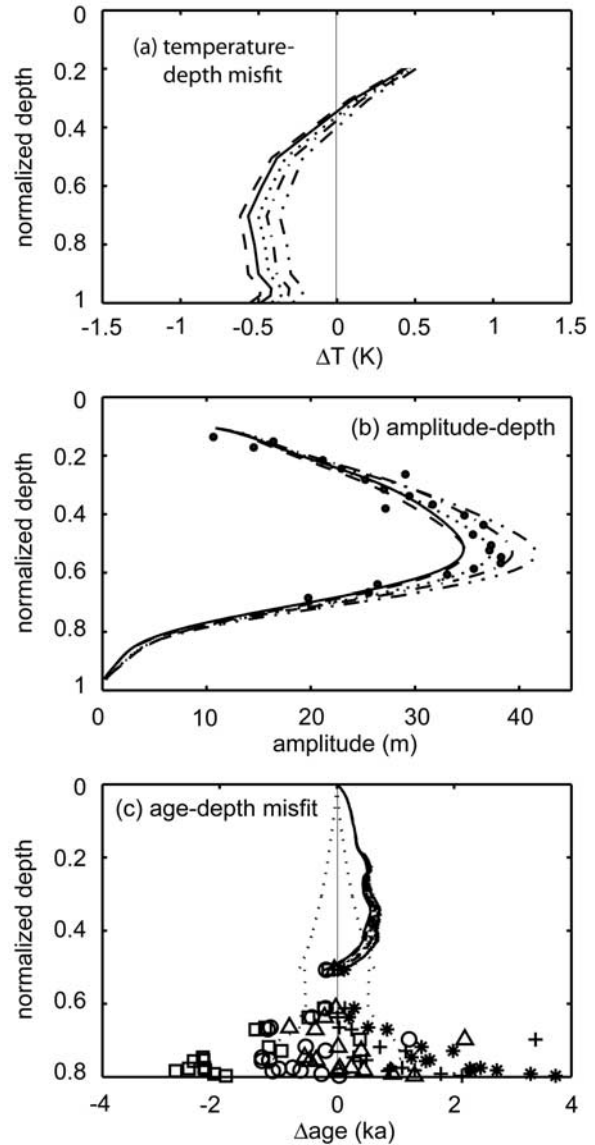 0
(a) temperature-
depth misfit
0.2
0.4
0.6
0.8
1
normalized depth
-1.5 -1 -0.5 0 0.5 1 1.5
ΔT (K)
0
(b) amplitude-depth
0.2
0.4
0.6
0.8
1
normalized depth
0 10 20 30 40
amplitude (m)
0
(c) age-depth misfit
0.2
0.4
0.6
0.8
normalized depth
-4 -2 0 2 4
Δage (ka)